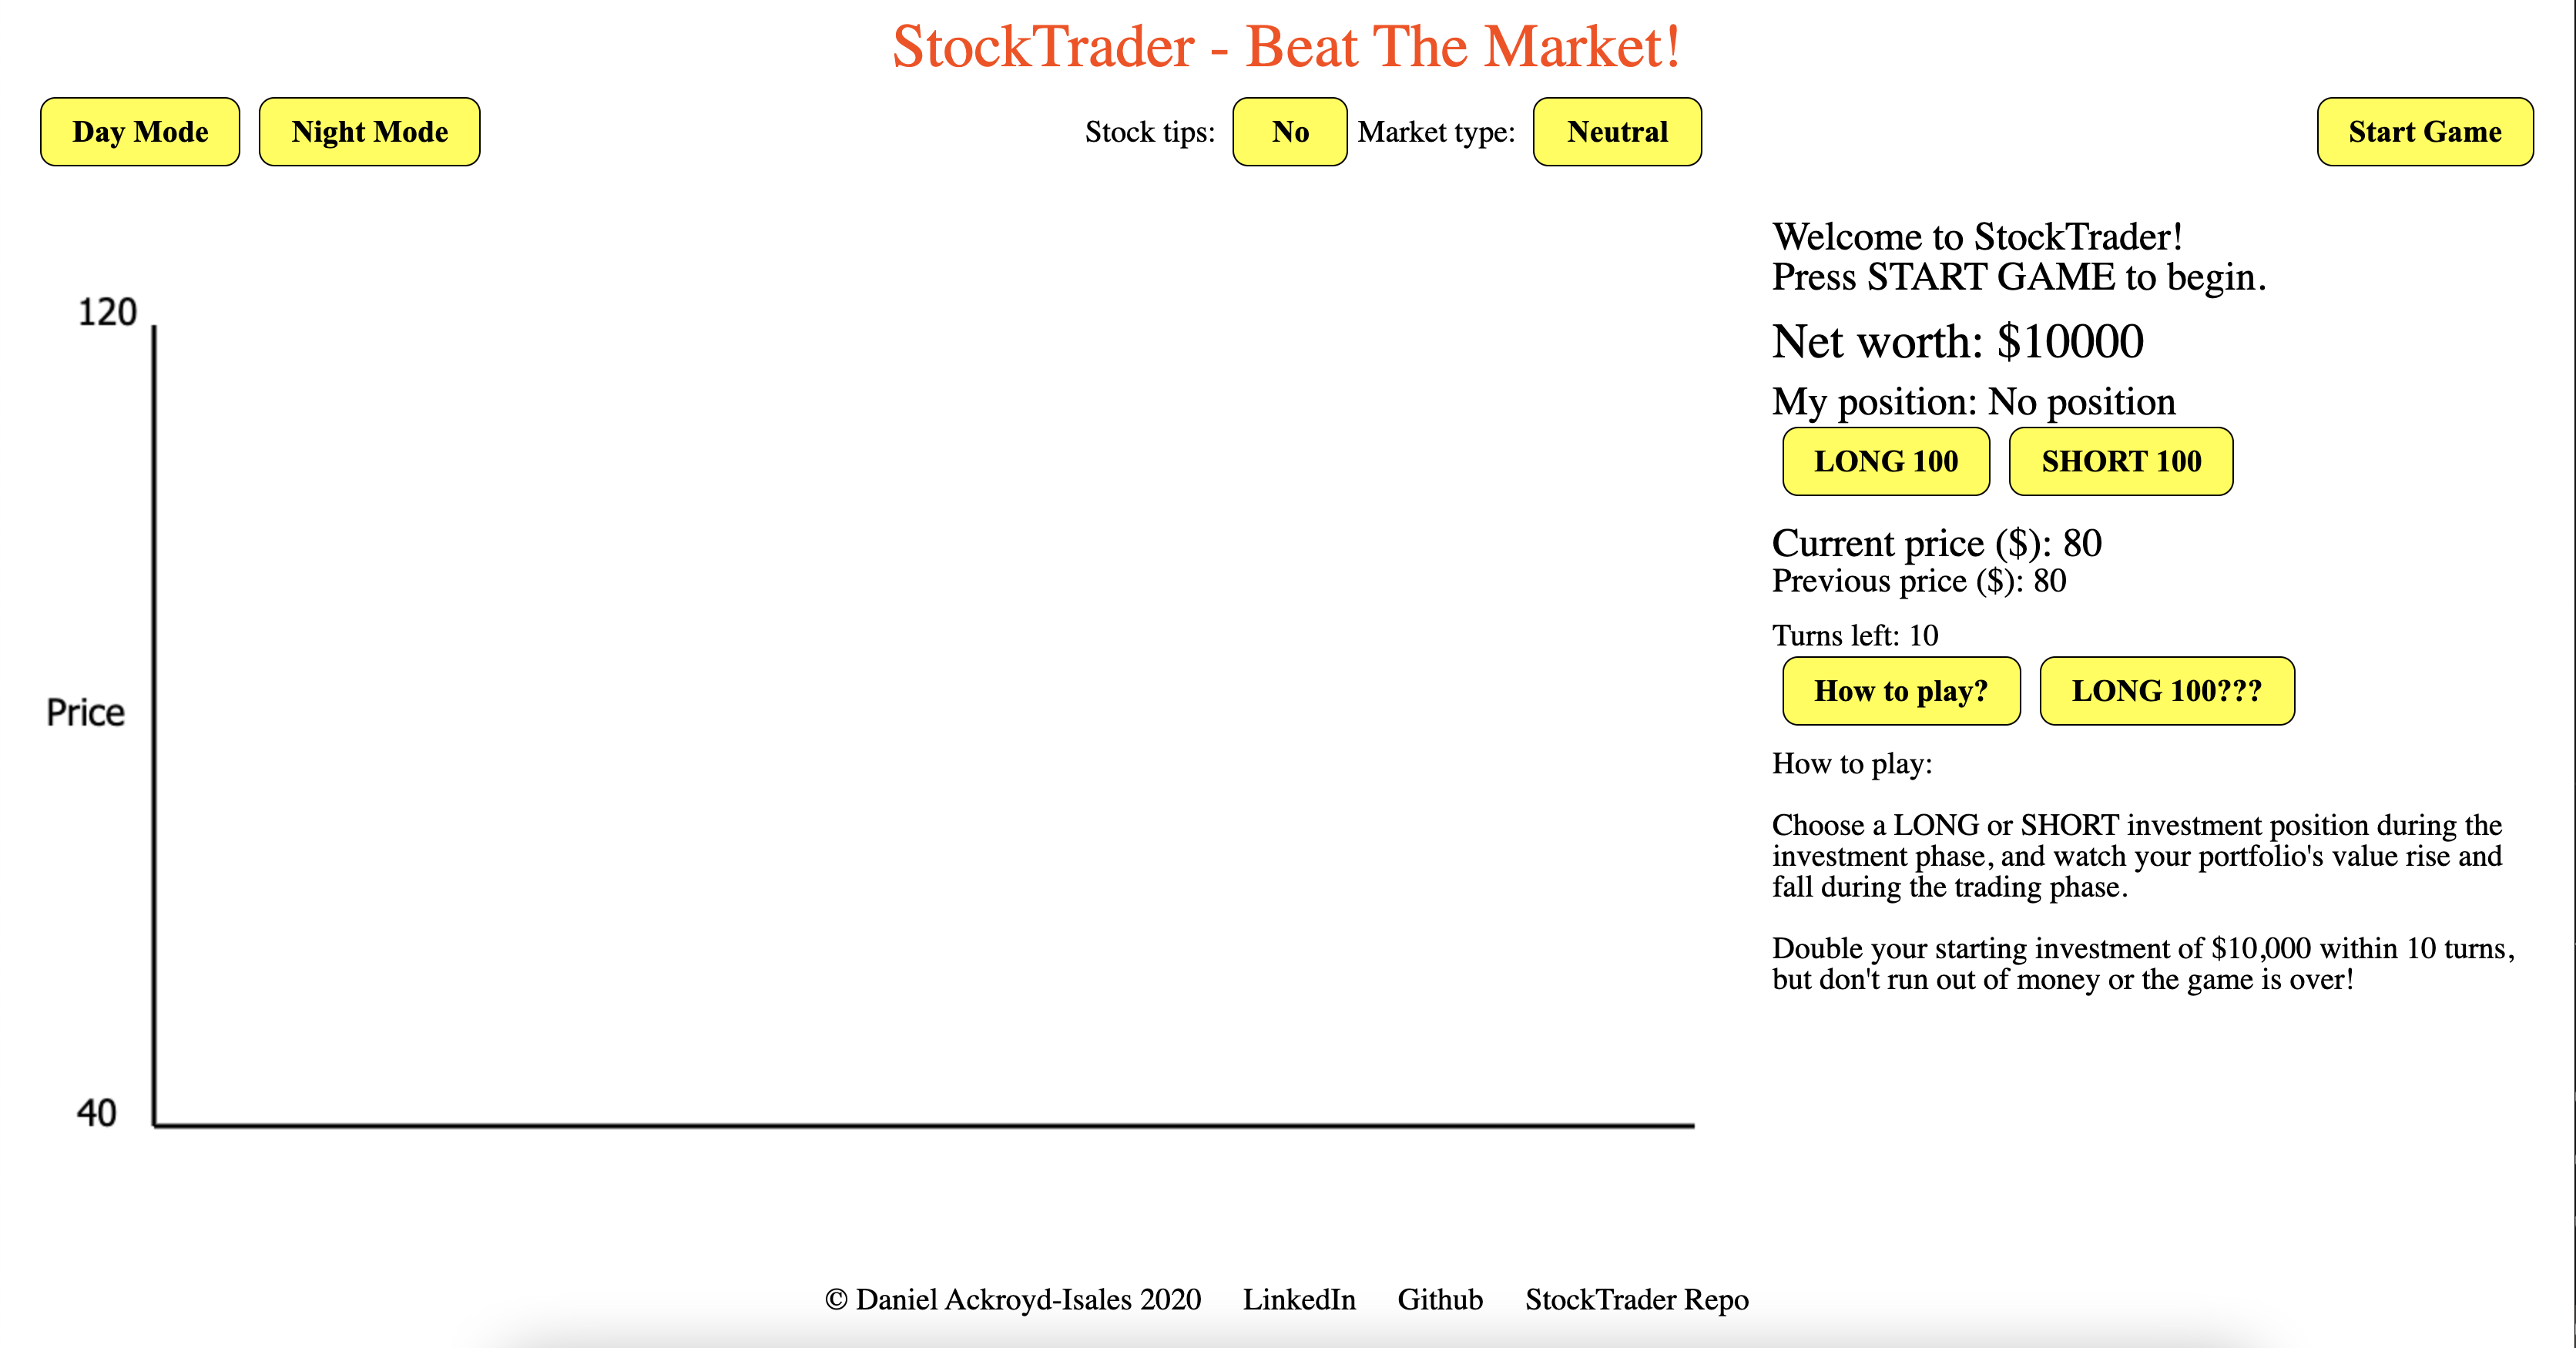 StockTrader - Beat The Market!
Day Mode Night Mode Stock tips: No Market type: Neutral Start Game
Welcome to StockTrader!
Press START GAME to begin.
Net worth: $10000
My position: No position
LONG 100 SHORT 100
Current price ($): 80
Previous price ($): 80
Turns left: 10
How to play? LONG 100???
How to play:
Choose a LONG or SHORT investment position during the
investment phase, and watch your portfolio's value rise and
fall during the trading phase.
Double your starting investment of $10,000 within 10 turns,
but don't run out of money or the game is over!
120
Price
40
© Daniel Ackroyd-Isales 2020 LinkedIn Github StockTrader Repo